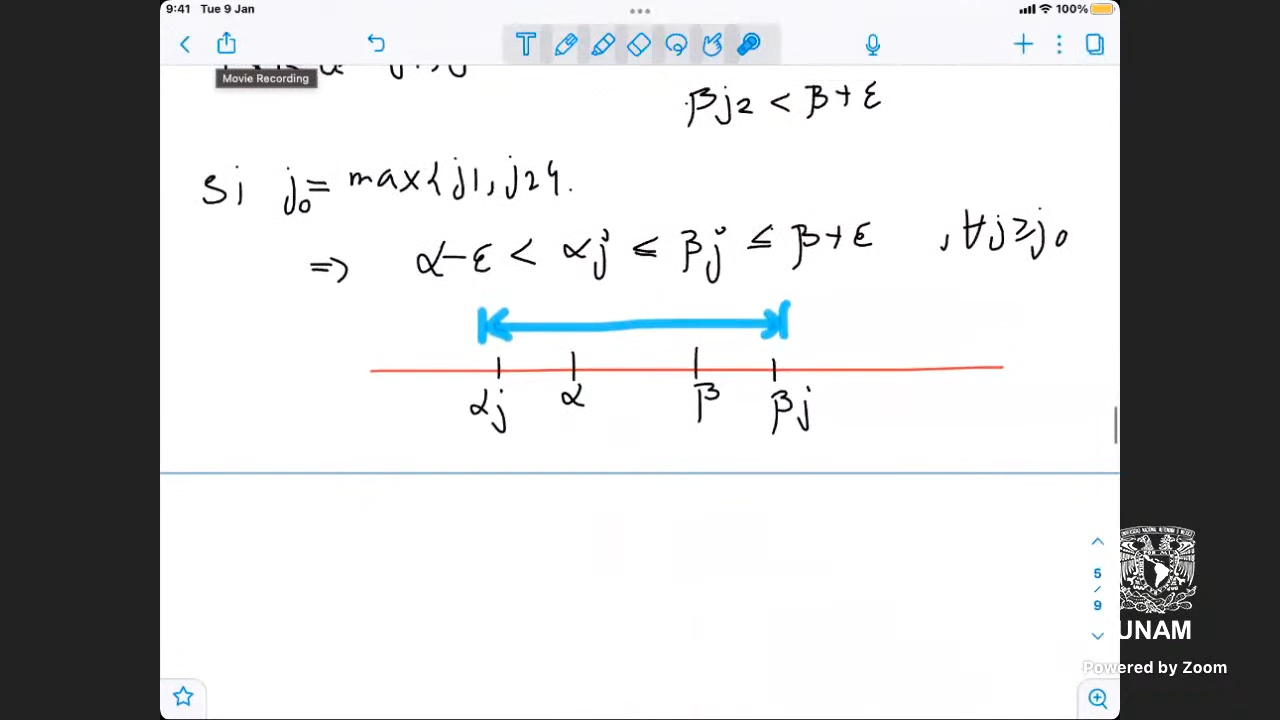 9:41 Tue 9 Jan
100%
Movie Recording
βj2 < β + ε
Si j₀ = max{j1, j2}.
⇒ α-ε < αj ≤ βj ≤ β+ε , ∀j ≥ j₀
αj α β βj
5
/
9
UNAM
Powered by Zoom